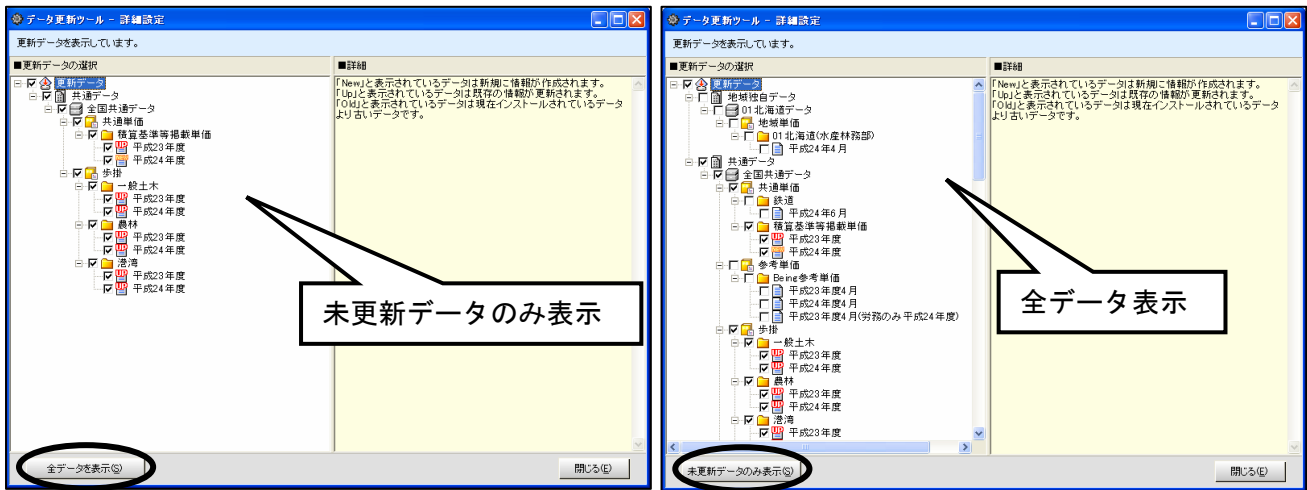 データ更新ツール - 詳細設定
更新データを表示しています。
■更新データの選択
更新データ
共通データ
全国共通データ
共通単価
積算基準等掲載単価
UP 平成23年度
平成24年度
歩掛
一般土木
UP 平成23年度
UP 平成24年度
農林
UP 平成23年度
UP 平成24年度
港湾
UP 平成23年度
UP 平成24年度
■詳細
「New」と表示されているデータは新規に情報が作成されます。
「Up」と表示されているデータは既存の情報が更新されます。
「Old」と表示されているデータは現在インストールされているデータ
より古いデータです。
未更新データのみ表示
全データを表示(S)
閉じる(E)
データ更新ツール - 詳細設定
更新データを表示しています。
■更新データの選択
更新データ
地域独自データ
01北海道データ
地域単価
01北海道(水産林務部)
平成24年4月
共通データ
全国共通データ
共通単価
鉄道
平成24年6月
積算基準等掲載単価
UP 平成23年度
平成24年度
参考単価
Being参考単価
平成23年度4月
平成24年度4月
平成23年度4月(労務のみ平成24年度)
歩掛
一般土木
UP 平成23年度
UP 平成24年度
農林
UP 平成23年度
UP 平成24年度
港湾
UP 平成23年度
■詳細
「New」と表示されているデータは新規に情報が作成されます。
「Up」と表示されているデータは既存の情報が更新されます。
「Old」と表示されているデータは現在インストールされているデータ
より古いデータです。
全データ表示
未更新データのみ表示(S)
閉じる(E)